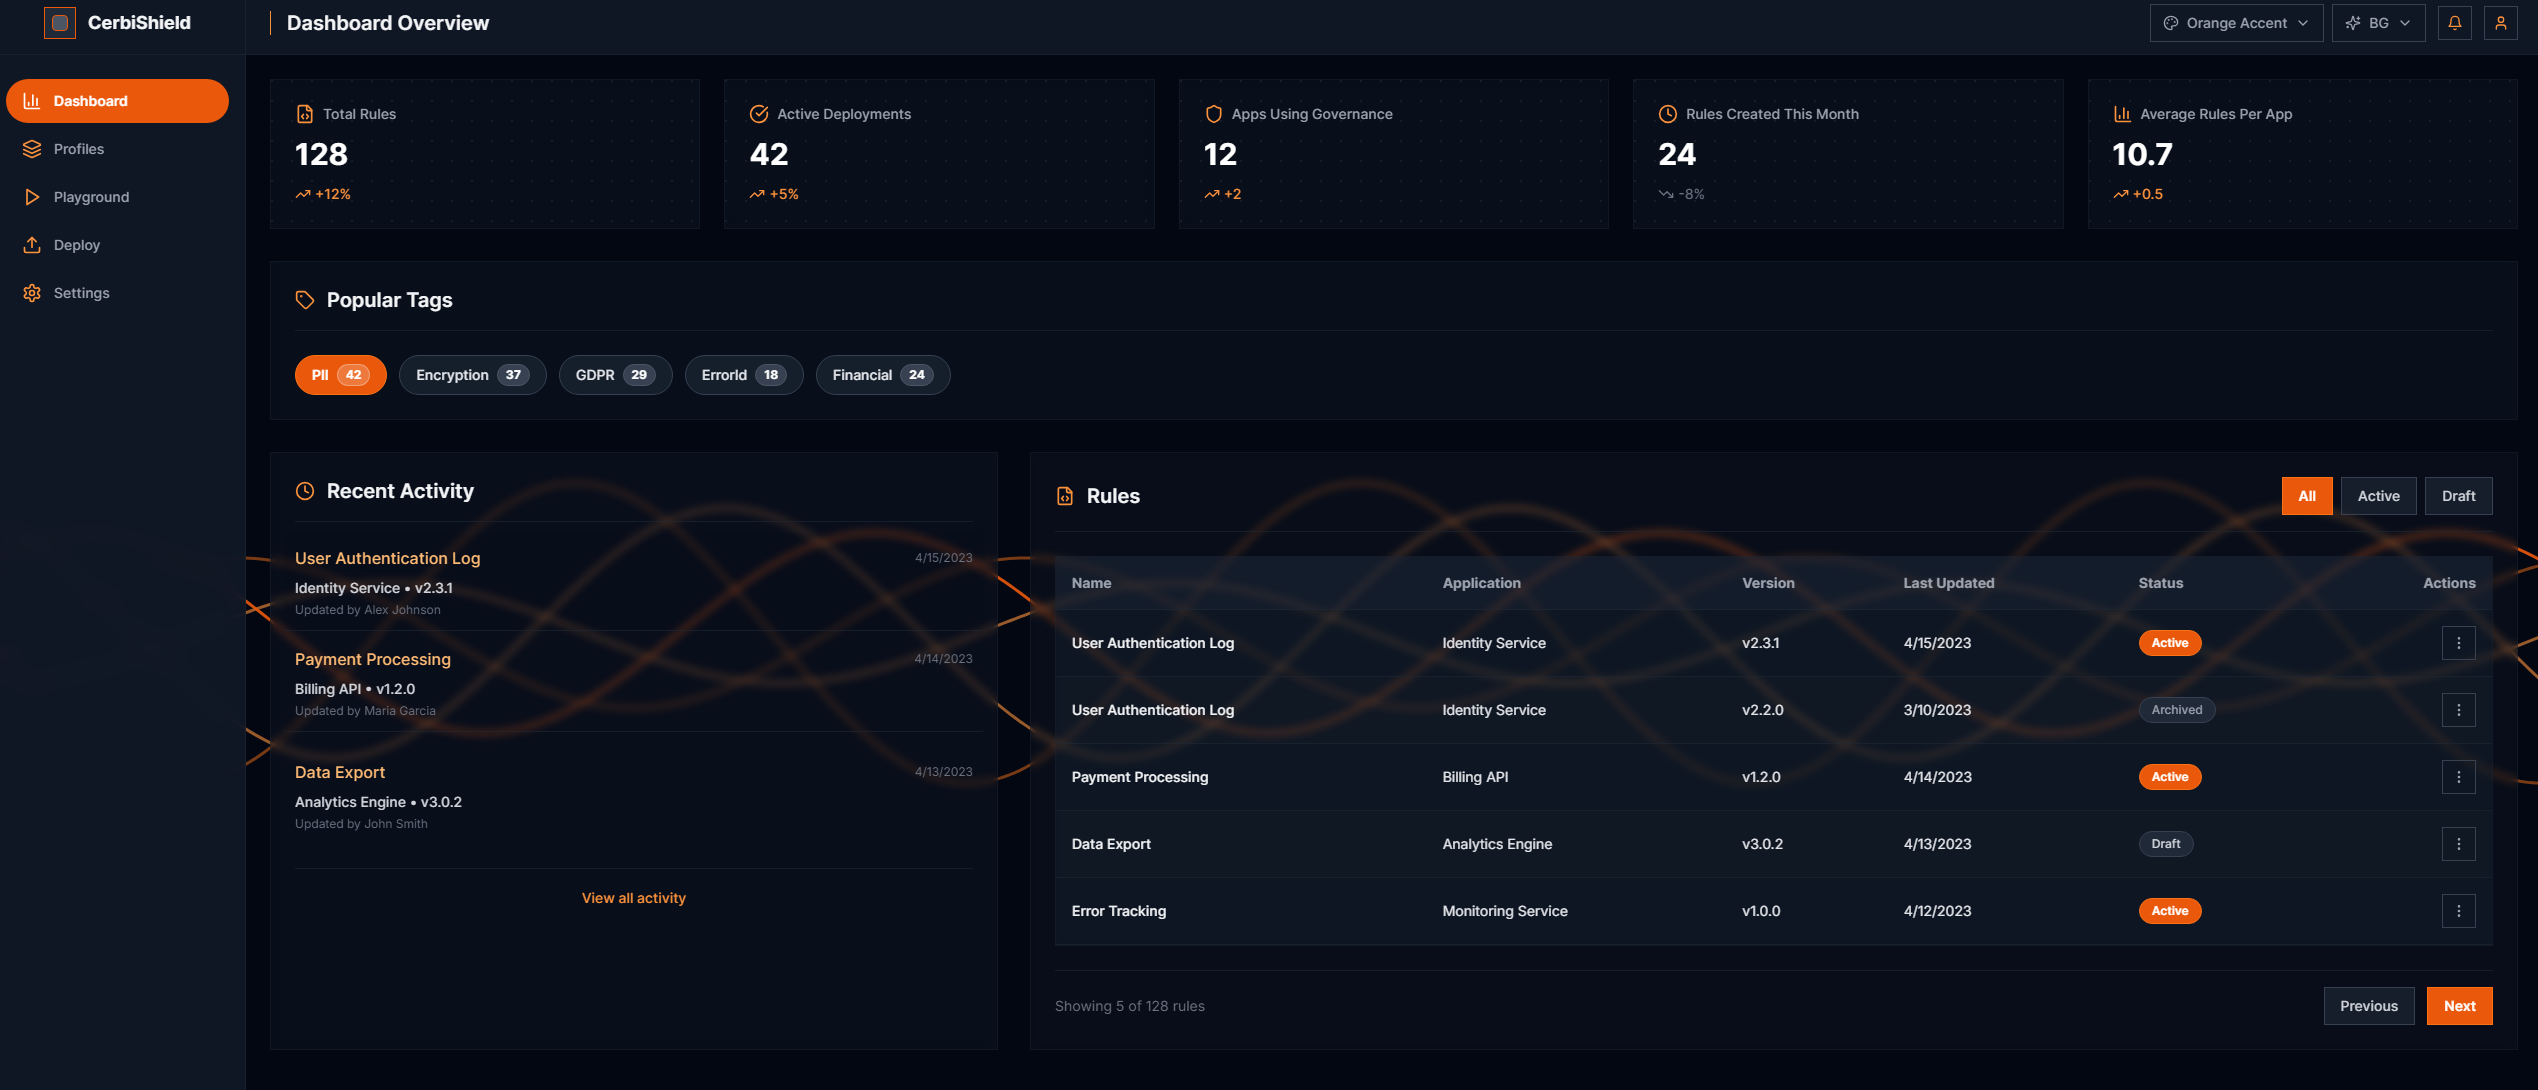 CerbiShield
Dashboard Overview
Orange Accent
BG
Dashboard
Profiles
Playground
Deploy
Settings
Total Rules
128
+12%
Active Deployments
42
+5%
Apps Using Governance
12
+2
Rules Created This Month
24
-8%
Average Rules Per App
10.7
+0.5
Popular Tags
PII 42
Encryption 37
GDPR 29
ErrorId 18
Financial 24
Recent Activity
User Authentication Log 4/15/2023
Identity Service • v2.3.1
Updated by Alex Johnson
Payment Processing 4/14/2023
Billing API • v1.2.0
Updated by Maria Garcia
Data Export 4/13/2023
Analytics Engine • v3.0.2
Updated by John Smith
View all activity
Rules
All Active Draft
Name Application Version Last Updated Status Actions
User Authentication Log Identity Service v2.3.1 4/15/2023 Active
User Authentication Log Identity Service v2.2.0 3/10/2023 Archived
Payment Processing Billing API v1.2.0 4/14/2023 Active
Data Export Analytics Engine v3.0.2 4/13/2023 Draft
Error Tracking Monitoring Service v1.0.0 4/12/2023 Active
Showing 5 of 128 rules
Previous Next